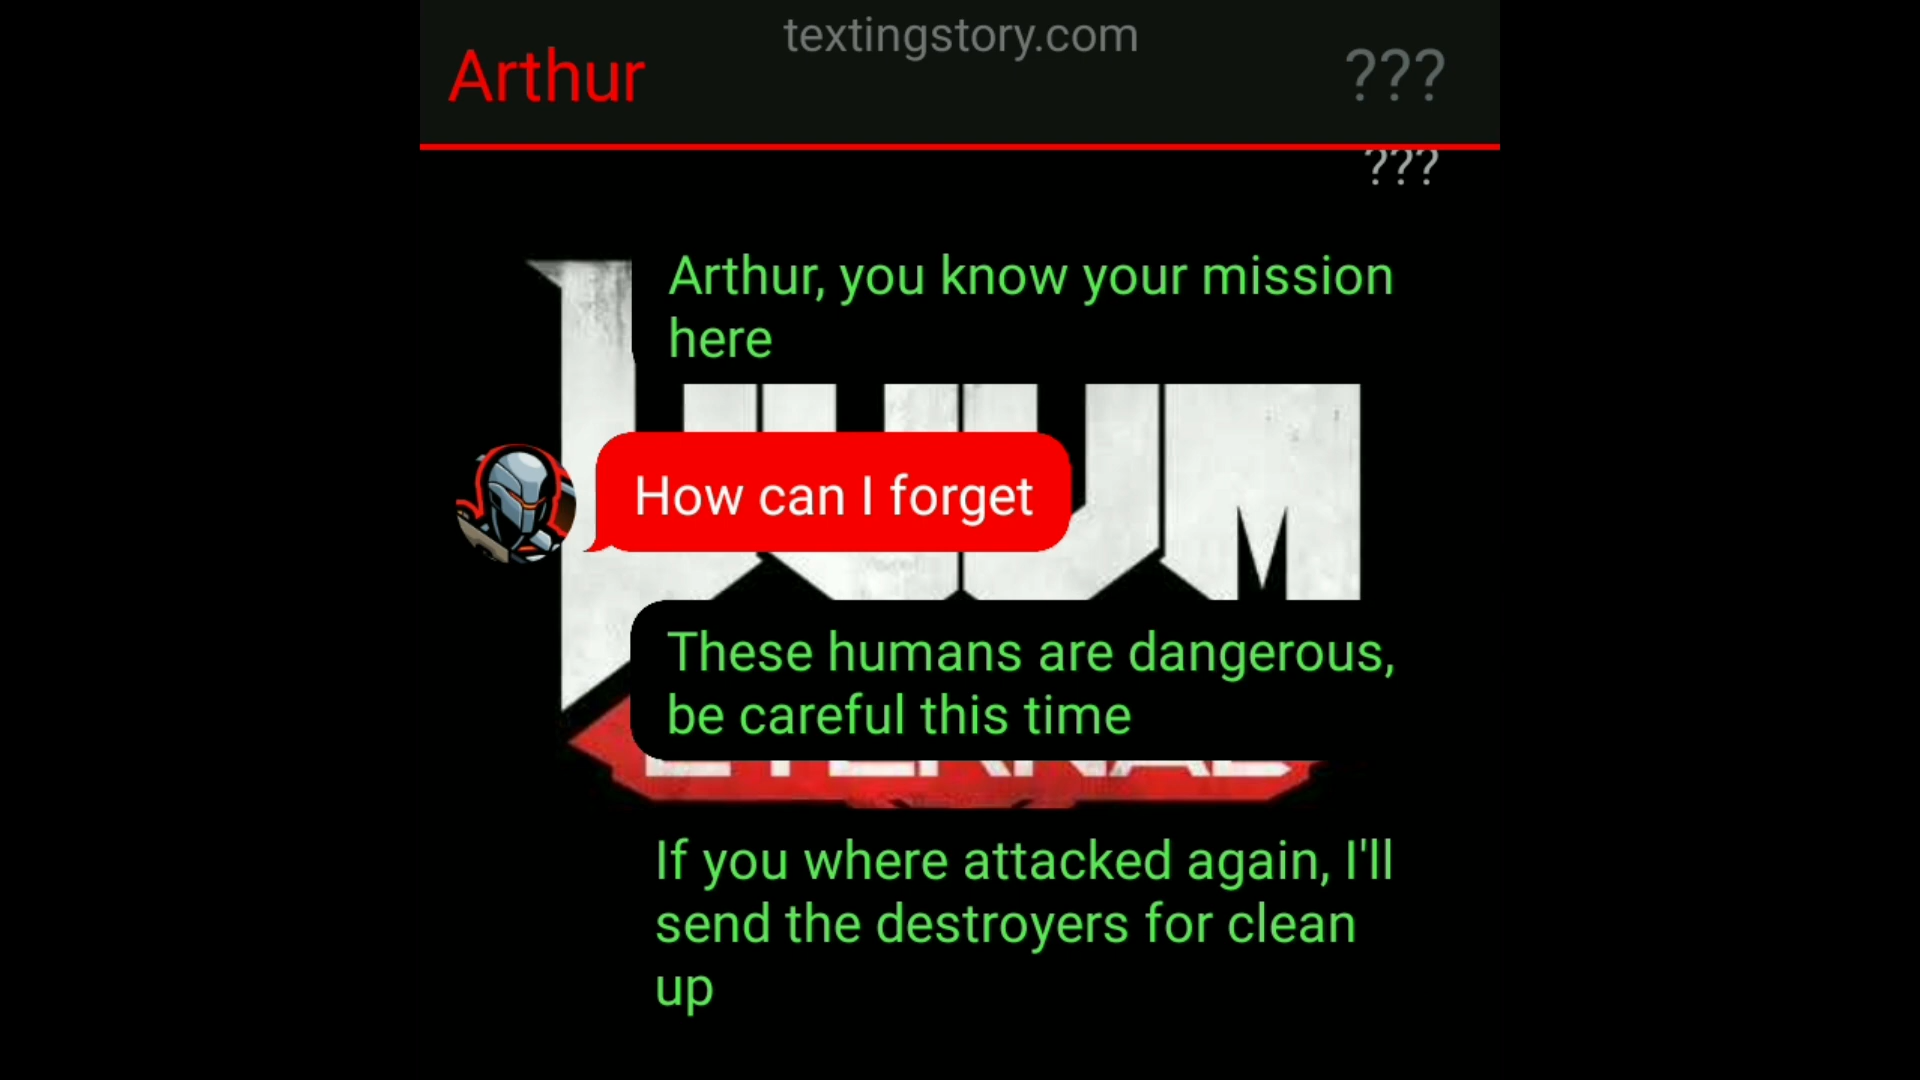 textingstory.com
Arthur
???
???
Arthur, you know your mission
here
How can I forget
These humans are dangerous,
be careful this time
ETERNAL
If you where attacked again, I'll
send the destroyers for clean
up